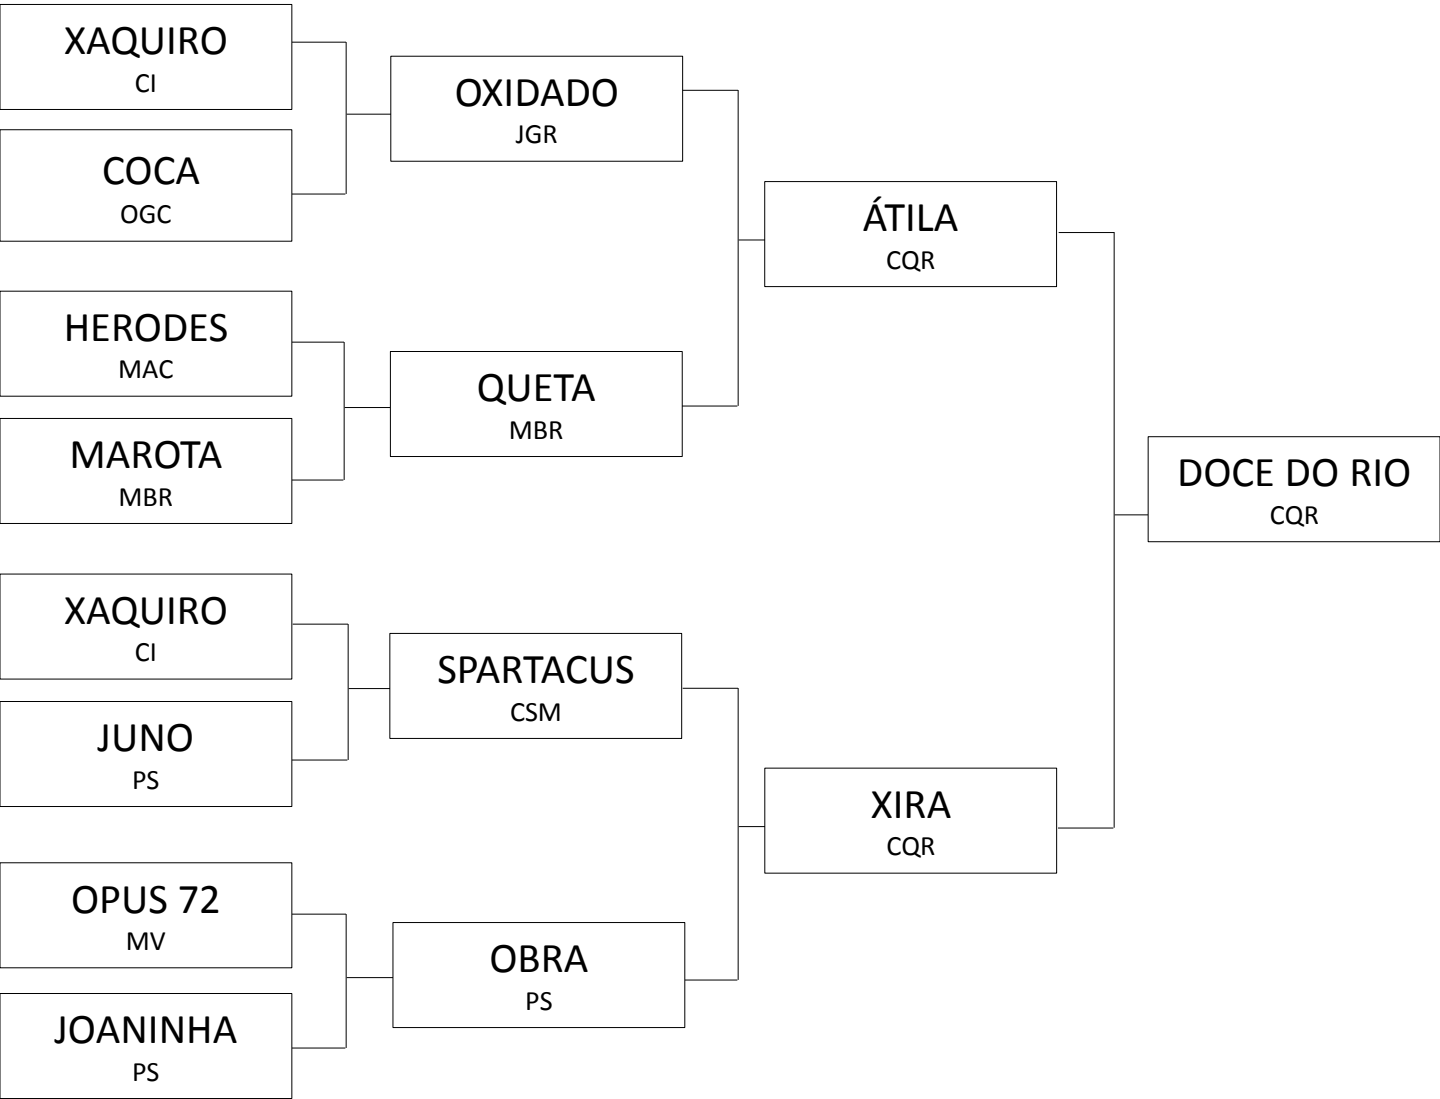 XAQUIRO
CI
COCA
OGC
HERODES
MAC
MAROTA
MBR
XAQUIRO
CI
JUNO
PS
OPUS 72
MV
JOANINHA
PS
OXIDADO
JGR
QUETA
MBR
SPARTACUS
CSM
OBRA
PS
ÁTILA
CQR
XIRA
CQR
DOCE DO RIO
CQR